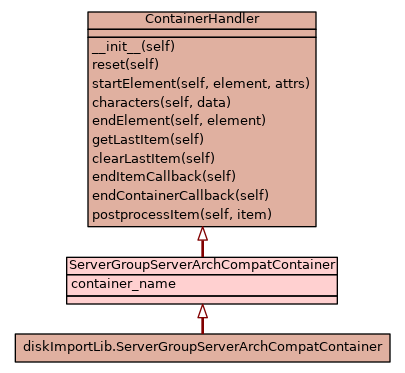 ContainerHandler
__init__(self)
reset(self)
startElement(self, element, attrs)
characters(self, data)
endElement(self, element)
getLastItem(self)
clearLastItem(self)
endItemCallback(self)
endContainerCallback(self)
postprocessItem(self, item)
ServerGroupServerArchCompatContainer
container_name
diskImportLib.ServerGroupServerArchCompatContainer